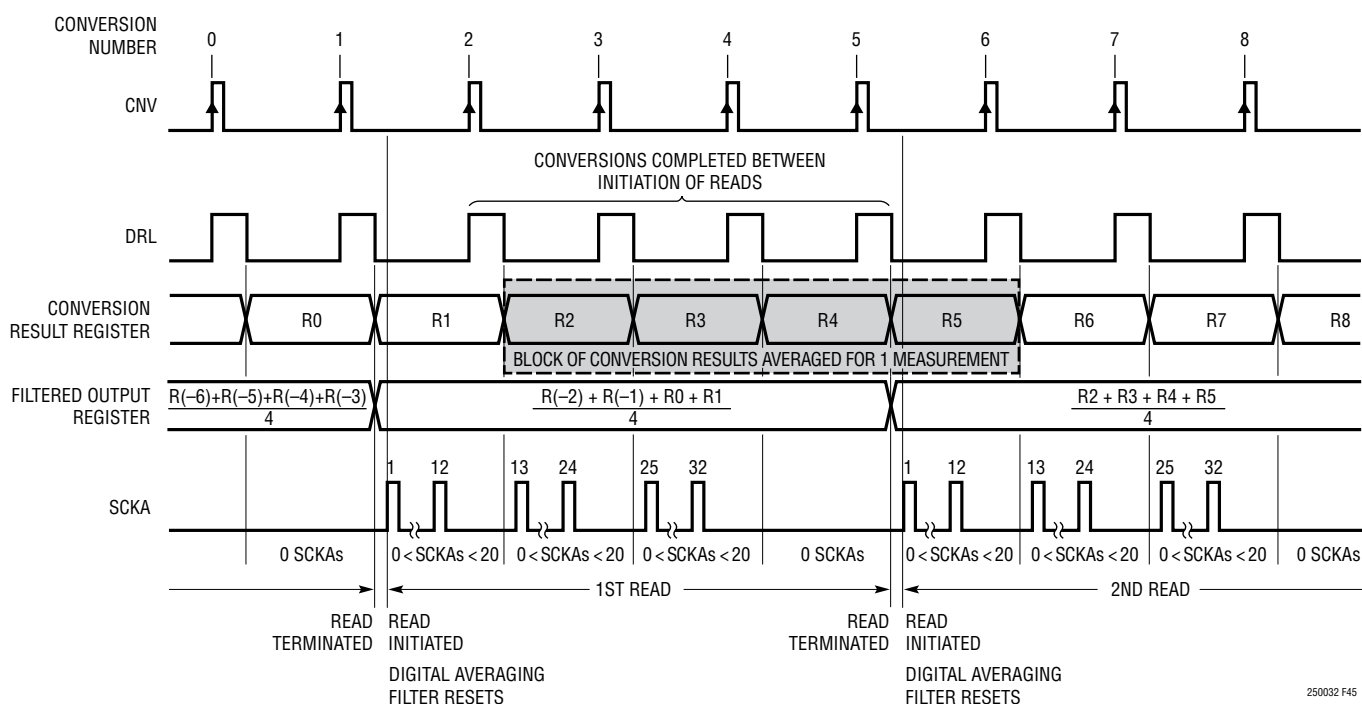 CONVERSION
NUMBER
0 1 2 3 4 5 6 7 8
CNV
CONVERSIONS COMPLETED BETWEEN
INITIATION OF READS
DRL
CONVERSION
RESULT REGISTER
R0 R1 R2 R3 R4 R5 R6 R7 R8
BLOCK OF CONVERSION RESULTS AVERAGED FOR 1 MEASUREMENT
FILTERED OUTPUT
REGISTER
R(–6)+R(–5)+R(–4)+R(–3)
4
R(–2) + R(–1) + R0 + R1
4
R2 + R3 + R4 + R5
4
1 12 13 24 25 32 1 12 13 24 25 32
SCKA
0 SCKAs 0 < SCKAs < 20 0 < SCKAs < 20 0 < SCKAs < 20 0 SCKAs 0 < SCKAs < 20 0 < SCKAs < 20 0 < SCKAs < 20 0 SCKAs
1ST READ 2ND READ
READ
TERMINATED
READ
INITIATED
DIGITAL AVERAGING
FILTER RESETS
READ
TERMINATED
READ
INITIATED
DIGITAL AVERAGING
FILTER RESETS
250032 F45